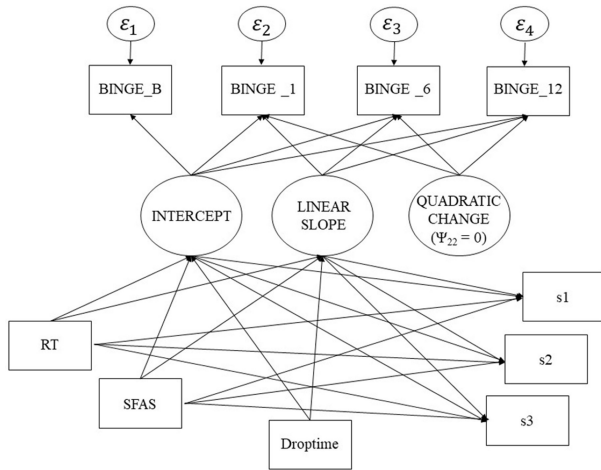 ε1 ε2 ε3 ε4
BINGE_B BINGE _1 BINGE _6 BINGE_12
INTERCEPT
LINEAR
SLOPE
QUADRATIC
CHANGE
(Ψ22 = 0)
s1
RT
s2
SFAS
s3
Droptime